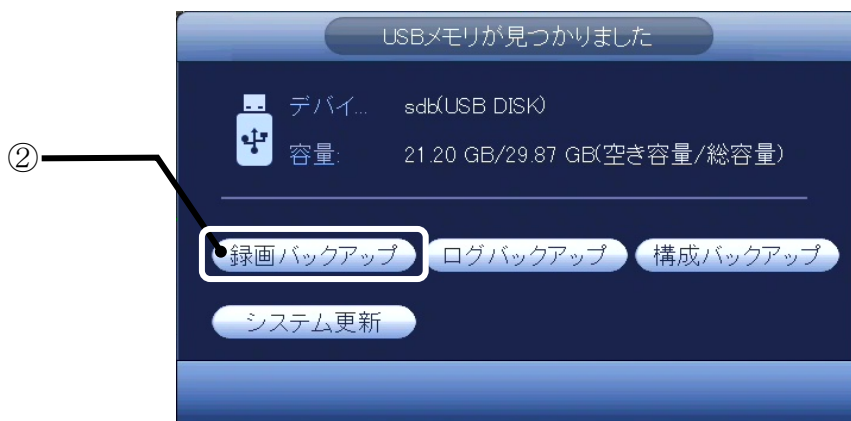 USBメモリが見つかりました
デバイ... sdb(USB DISK)
容量: 21.20 GB/29.87 GB(空き容量/総容量)
②
録画バックアップ ログバックアップ 構成バックアップ
システム更新